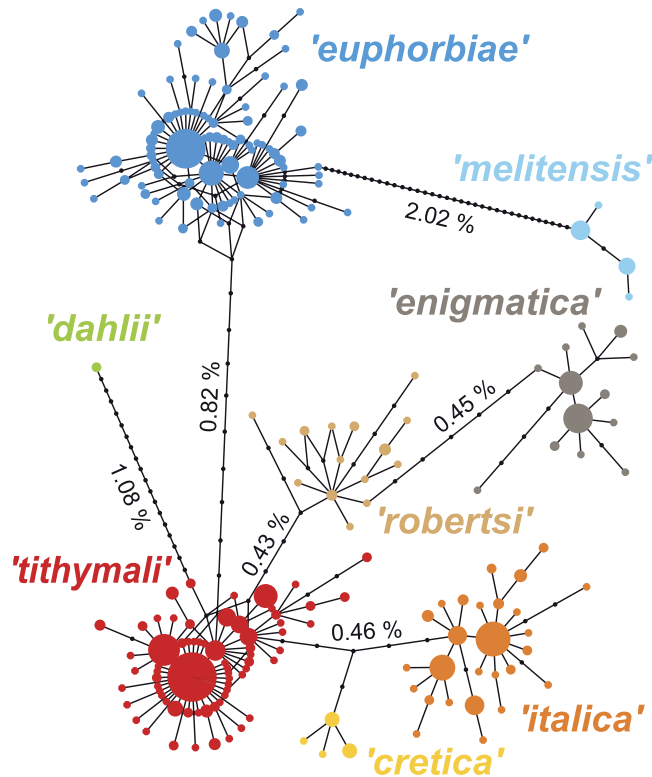 'euphorbiae'
'melitensis'
2.02 %
'enigmatica'
'dahlii'
0.82 %
0.45 %
1.08 %
'robertsi'
0.43 %
'tithymali'
0.46 %
'italica'
'cretica'